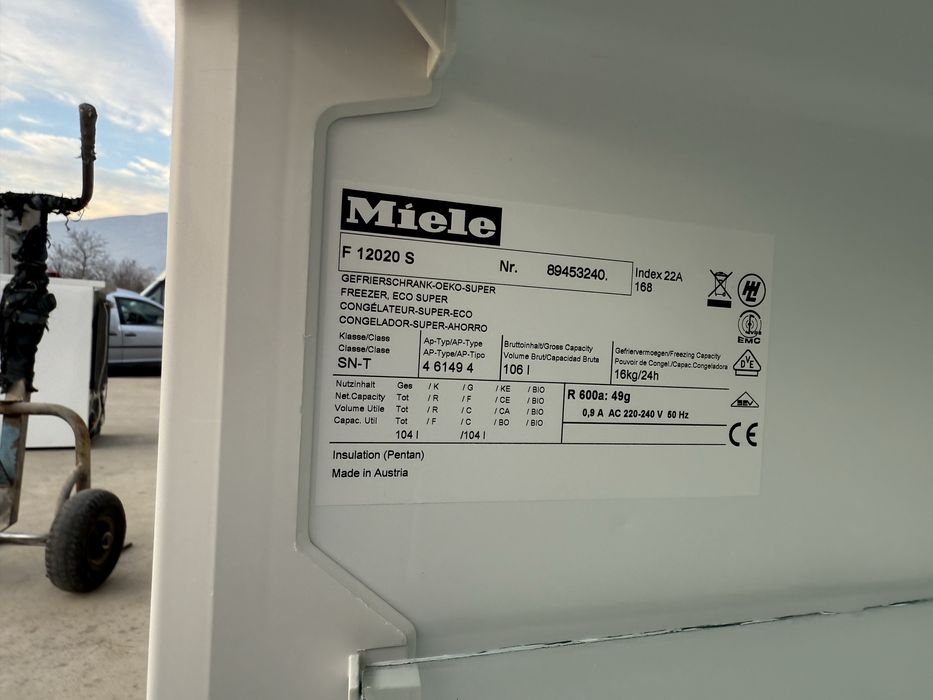 Miele
F 12020 S Nr. 89453240. Index 22A
168
GEFRIERSCHRANK-OEKO-SUPER
FREEZER, ECO SUPER
CONGÉLATEUR-SUPER-ECO
CONGELADOR-SUPER-AHORRO
Klasse/Class Ap-Typ/AP-Type Bruttoinhalt/Gross Capacity Gefriervermoegen/Freezing Capacity
Classe/Clase AP-Type/AP-Tipo Volume Brut/Capacidad Bruta Pouvoir de Congel./Capac.Congeladora
SN-T 4 6149 4 106 l 16kg/24h
Nutzinhalt Ges / K / G / KE / BIO R 600a: 49g
Net.Capacity Tot / R / F / CE / BIO 0,9 A AC 220-240 V 50 Hz
Volume Utile Tot / R / C / CA / BIO
Capac. Util Tot / F / C / BO / BIO
104 l /104 l
Insulation (Pentan)
Made in Austria
EMC
DVE
SEV
CE